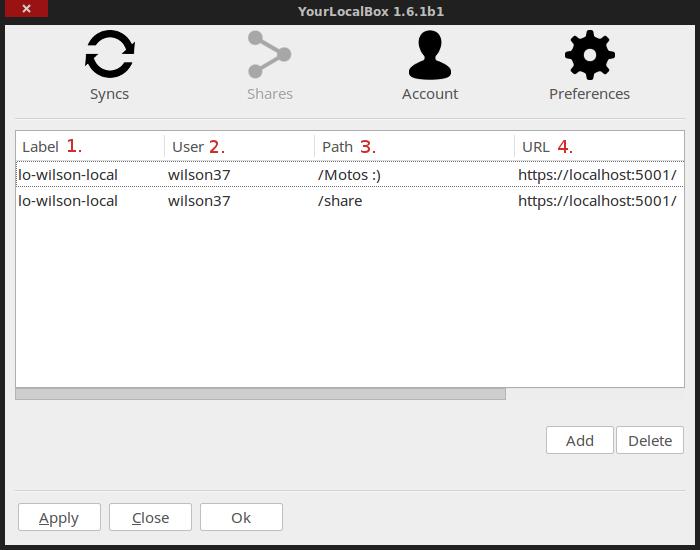 YourLocalBox 1.6.1b1
Syncs Shares Account Preferences
Label 1. User 2. Path 3. URL 4.
lo-wilson-local wilson37 /Motos :) https://localhost:5001/
lo-wilson-local wilson37 /share https://localhost:5001/
Add Delete
Apply Close Ok